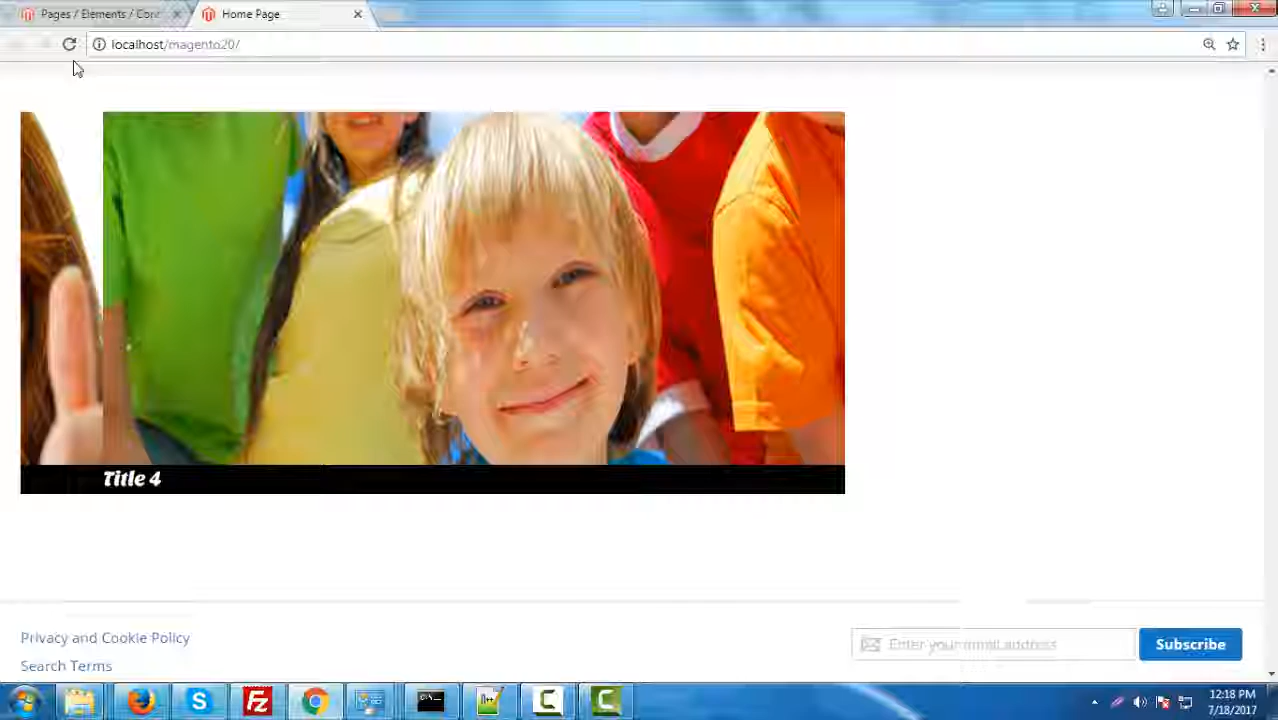 Pages / Elements / Con
Home Page
localhost/magento20/
Title 4
Privacy and Cookie Policy
Enter your email address
Subscribe
Search Terms
12:18 PM
7/18/2017